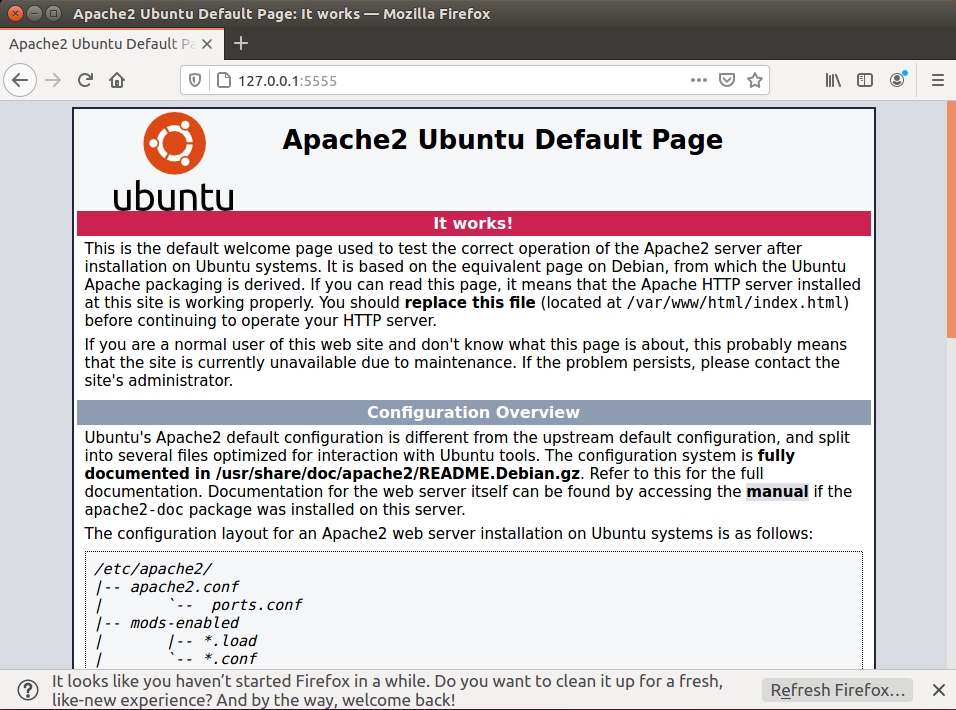 Apache2 Ubuntu Default Page: It works — Mozilla Firefox
Apache2 Ubuntu Default Pa
127.0.0.1:5555
ubuntu
Apache2 Ubuntu Default Page
It works!
This is the default welcome page used to test the correct operation of the Apache2 server after
installation on Ubuntu systems. It is based on the equivalent page on Debian, from which the Ubuntu
Apache packaging is derived. If you can read this page, it means that the Apache HTTP server installed
at this site is working properly. You should replace this file (located at /var/www/html/index.html)
before continuing to operate your HTTP server.
If you are a normal user of this web site and don't know what this page is about, this probably means
that the site is currently unavailable due to maintenance. If the problem persists, please contact the
site's administrator.
Configuration Overview
Ubuntu's Apache2 default configuration is different from the upstream default configuration, and split
into several files optimized for interaction with Ubuntu tools. The configuration system is fully
documented in /usr/share/doc/apache2/README.Debian.gz. Refer to this for the full
documentation. Documentation for the web server itself can be found by accessing the manual if the
apache2-doc package was installed on this server.
The configuration layout for an Apache2 web server installation on Ubuntu systems is as follows:
/etc/apache2/
|-- apache2.conf
|       `--  ports.conf
|-- mods-enabled
|       |-- *.load
|       `-- *.conf
It looks like you haven’t started Firefox in a while. Do you want to clean it up for a fresh,
like-new experience? And by the way, welcome back!
Refresh Firefox…